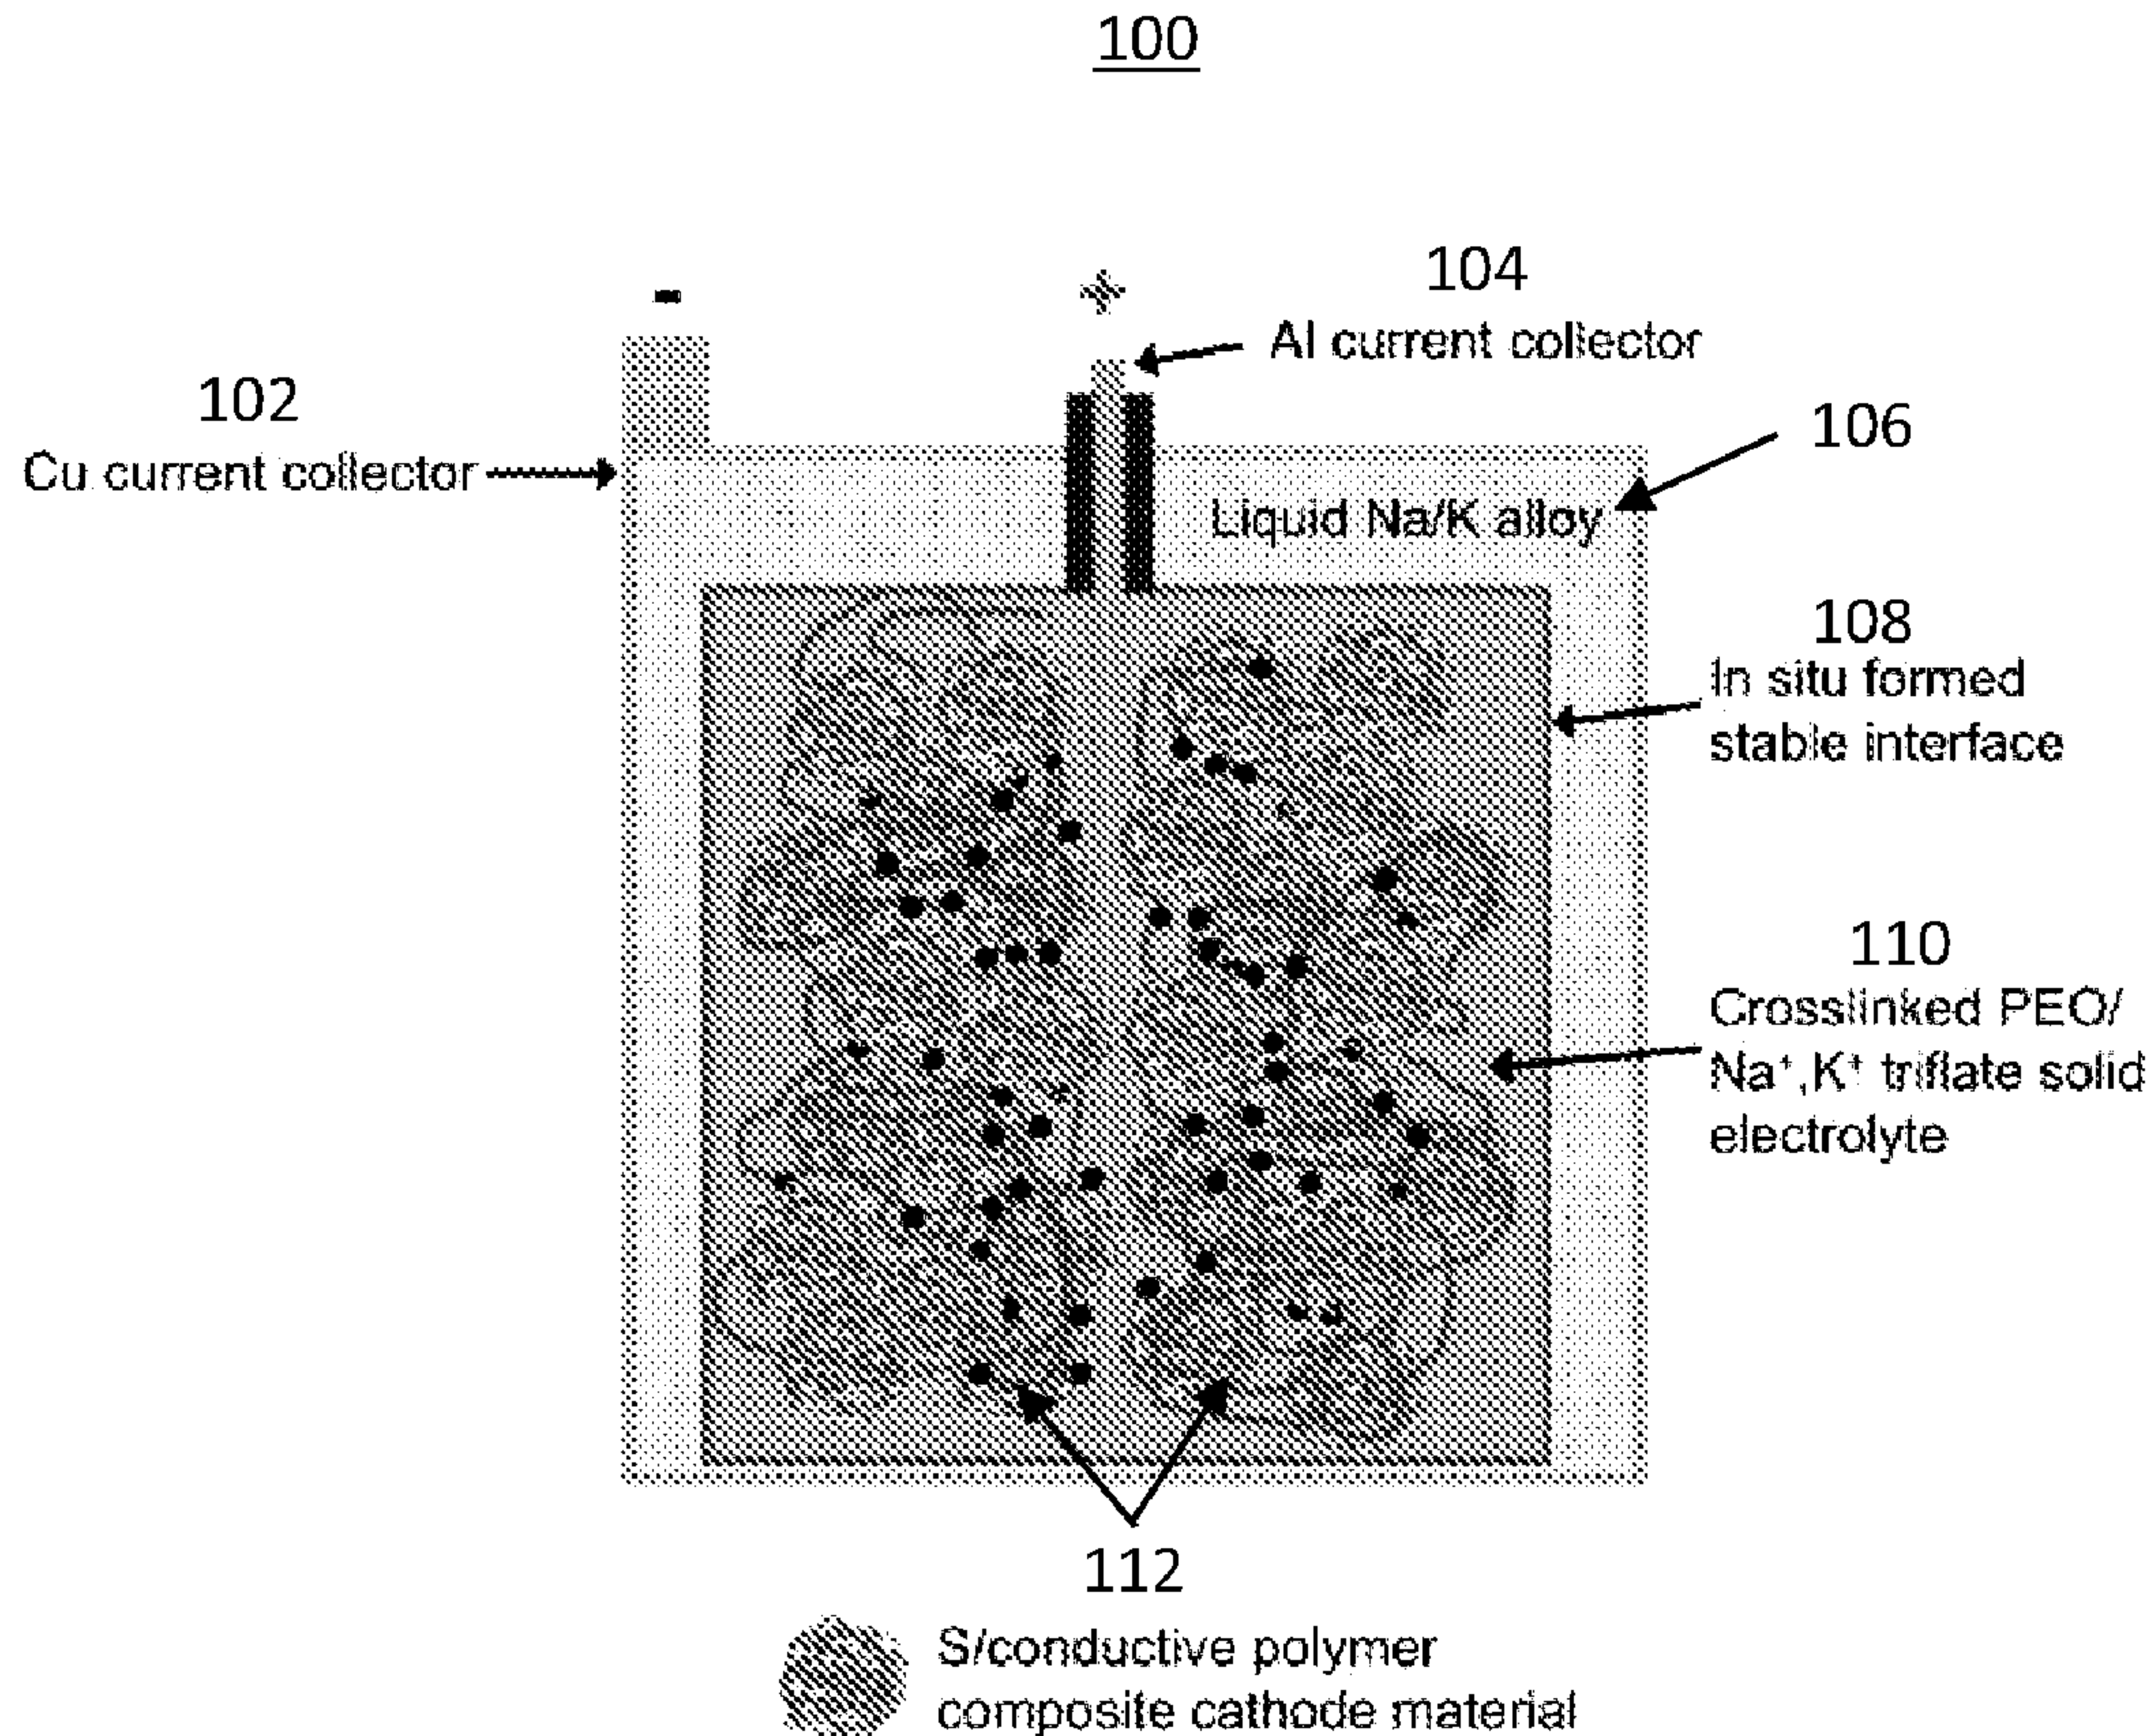 100
-
+
104
Al current collector
102
Cu current collector
106
Liquid Na/K alloy
108
In situ formed
stable interface
110
Crosslinked PEO/
Na⁺,K⁺ triflate solid
electrolyte
112
S/conductive polymer
composite cathode material